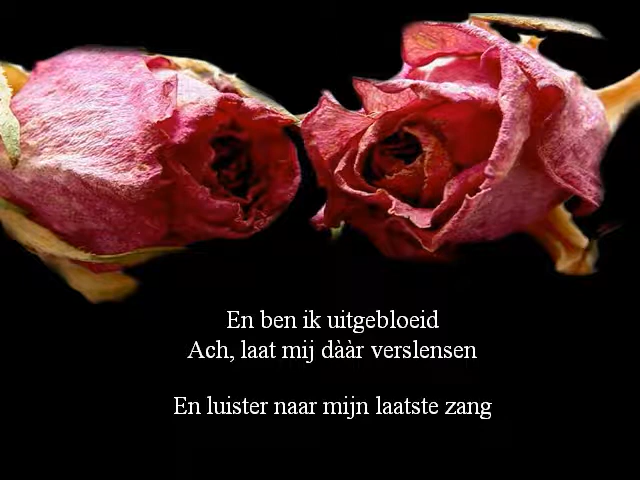 En ben ik uitgebloeid
Ach, laat mij dààr verslensen
En luister naar mijn laatste zang